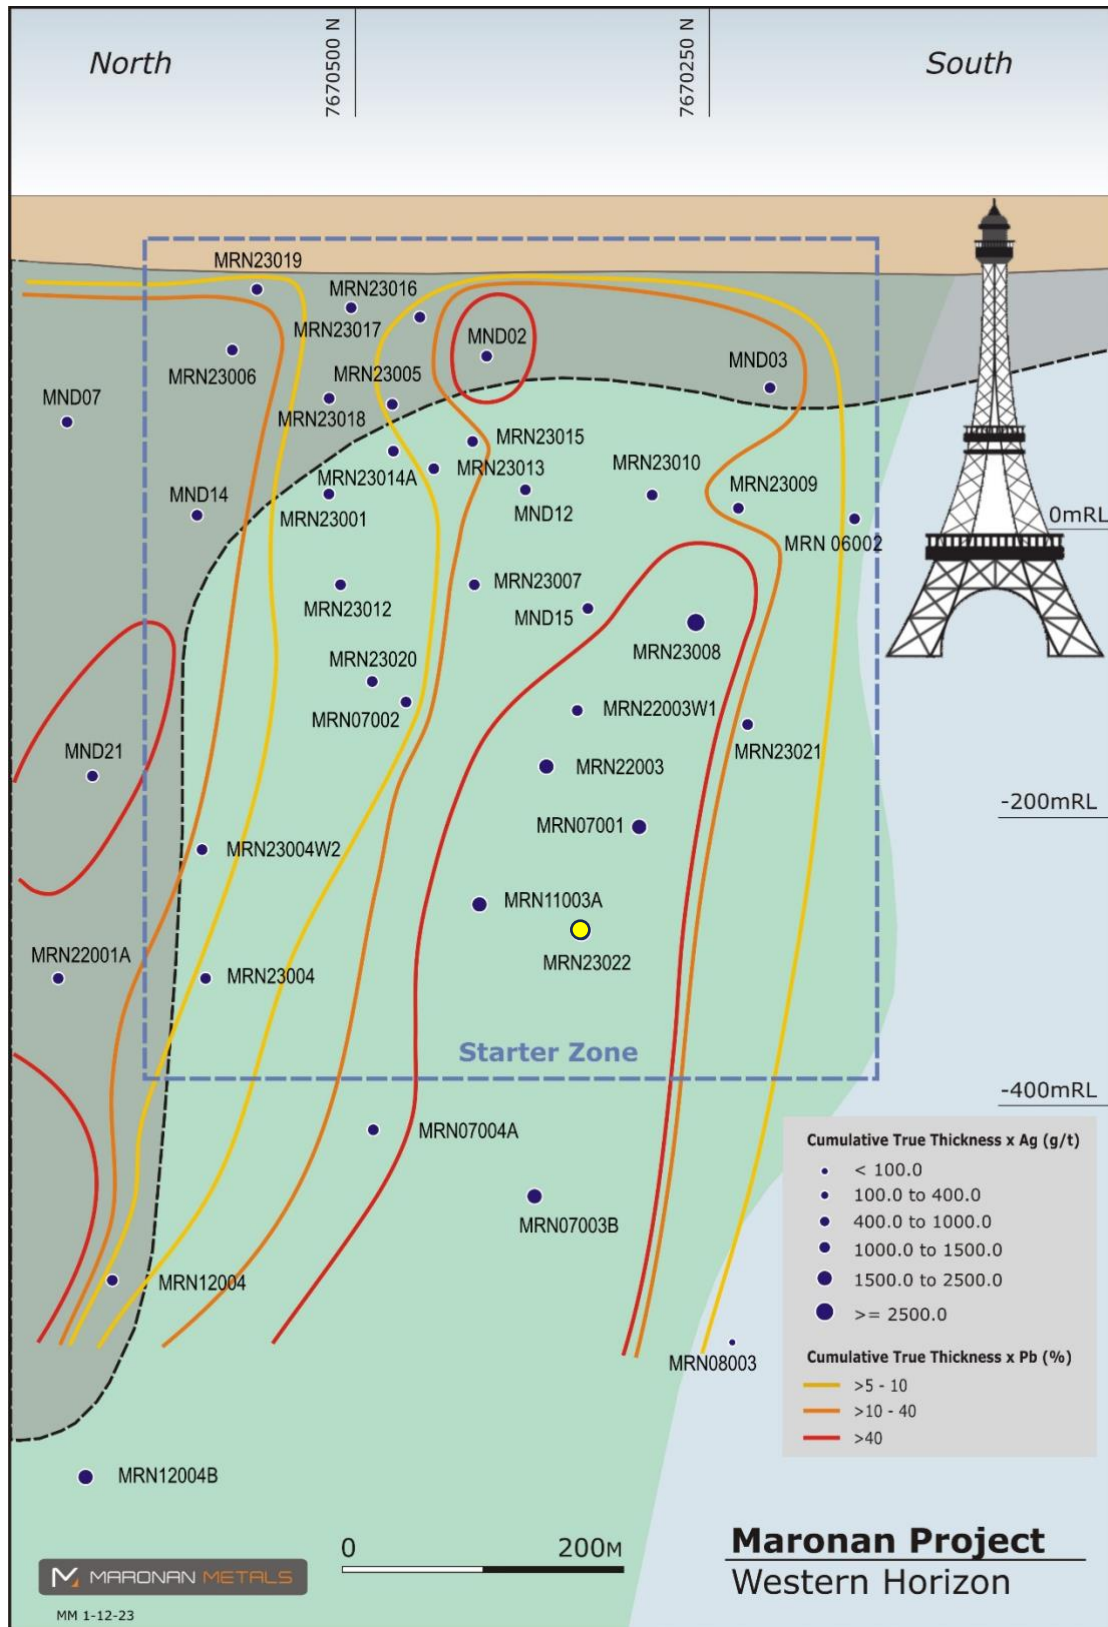 North
7670500 N
7670250 N
South
MRN23019
MRN23016
MRN23017
MND02
MRN23006
MRN23005
MND03
MND07
MRN23018
MRN23015
MRN23010
MRN23013
MRN23014A
MRN23009
MND14
MRN23001
MND12
0mRL
MRN 06002
MRN23007
MRN23012
MND15
MRN23008
MRN23020
MRN07002
MRN22003W1
MRN23021
MND21
MRN22003
-200mRL
MRN07001
MRN23004W2
MRN11003A
MRN22001A
MRN23004
MRN23022
Starter Zone
-400mRL
MRN07004A
Cumulative True Thickness x Ag (g/t)
< 100.0
100.0 to 400.0
400.0 to 1000.0
1000.0 to 1500.0
1500.0 to 2500.0
>= 2500.0
MRN07003B
MRN12004
MRN08003
Cumulative True Thickness x Pb (%)
>5 - 10
>10 - 40
>40
MRN12004B
0 200M
Maronan Project
Western Horizon
MARONAN METALS
MM 1-12-23